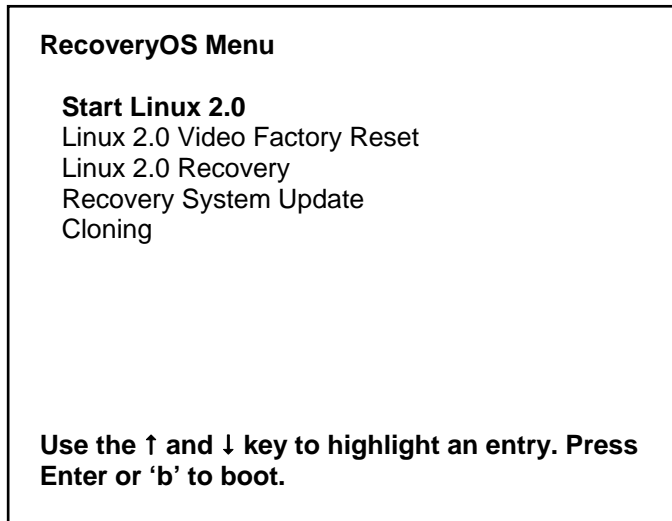 RecoveryOS Menu
Start Linux 2.0
Linux 2.0 Video Factory Reset
Linux 2.0 Recovery
Recovery System Update
Cloning
Use the ↑ and ↓ key to highlight an entry. Press
Enter or ‘b’ to boot.